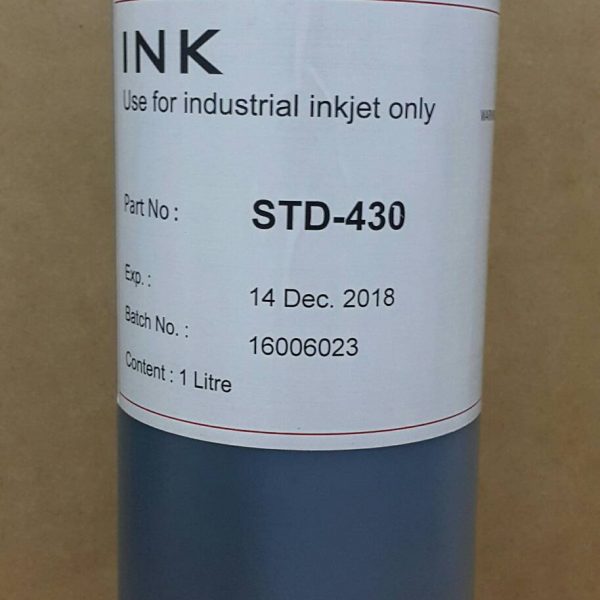 INK
Use for industrial inkjet only
Part No : STD-430
Exp. : 14 Dec. 2018
Batch No. : 16006023
Content : 1 Litre